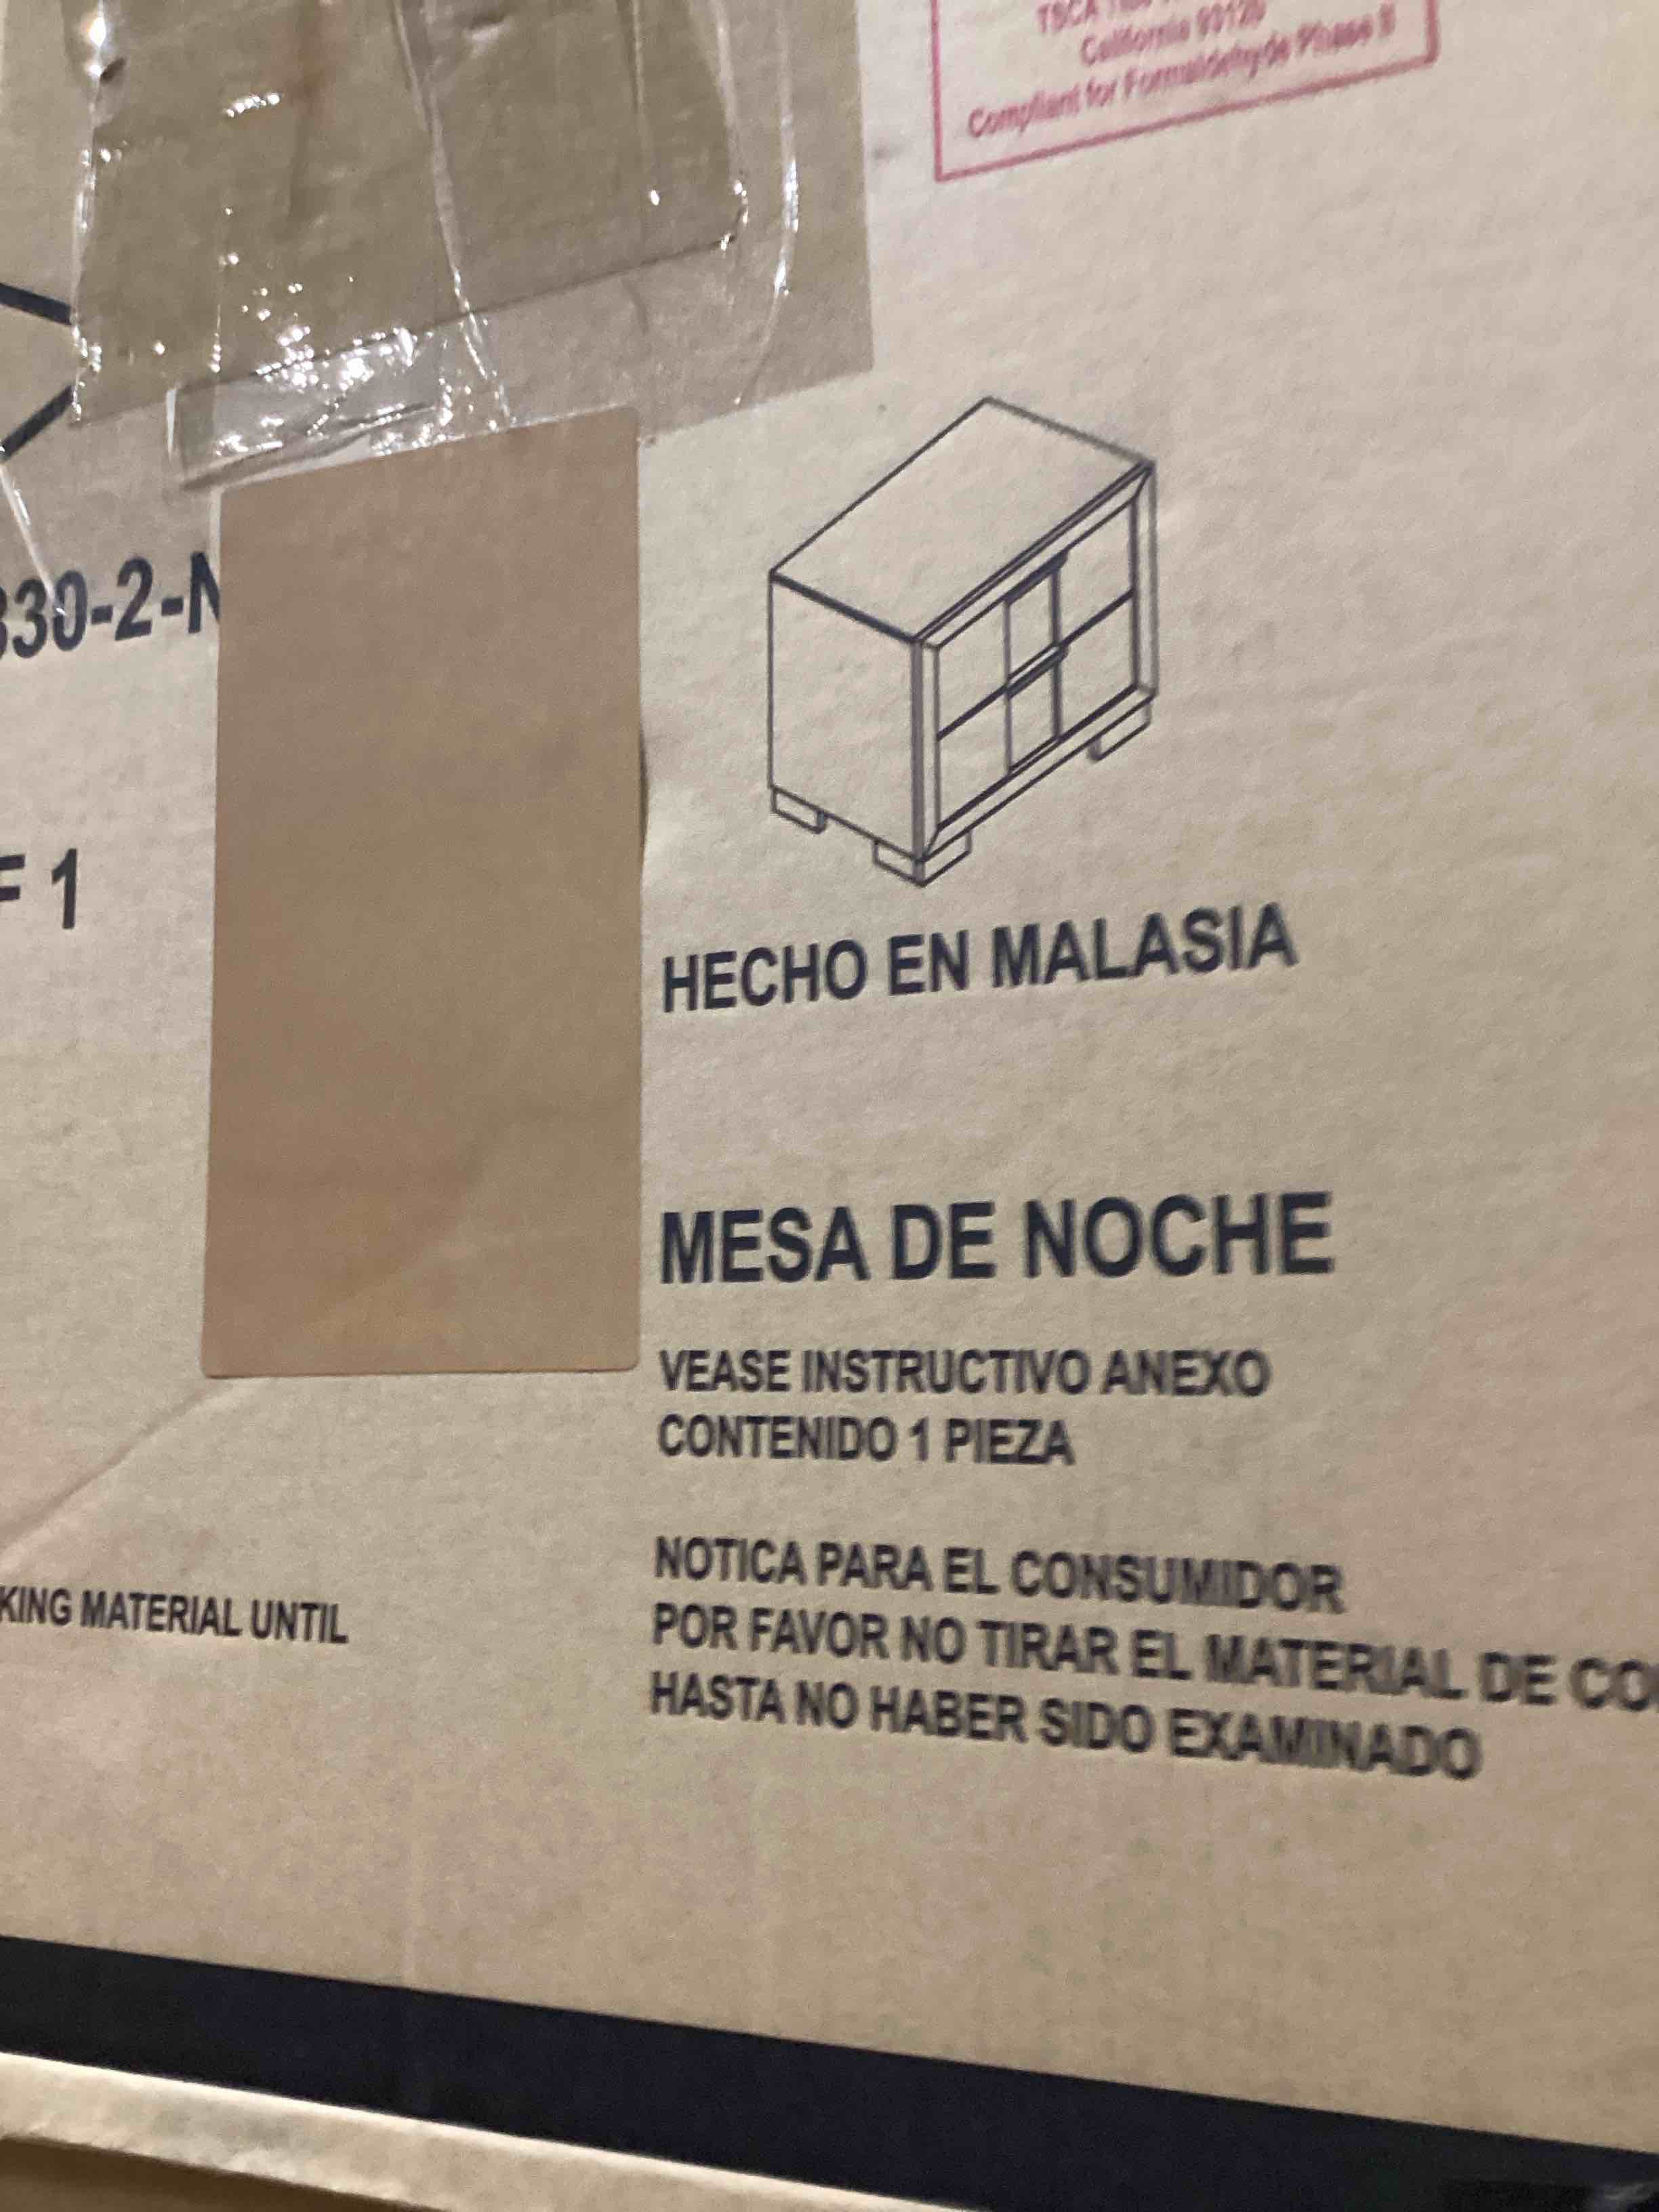 California 93120
Compliant for Formaldehyde Phase II
330-2-N
F 1
HECHO EN MALASIA
MESA DE NOCHE
VEASE INSTRUCTIVO ANEXO
CONTENIDO 1 PIEZA
KING MATERIAL UNTIL
NOTICA PARA EL CONSUMIDOR
POR FAVOR NO TIRAR EL MATERIAL DE
HASTA NO HABER SIDO EXAMINADO